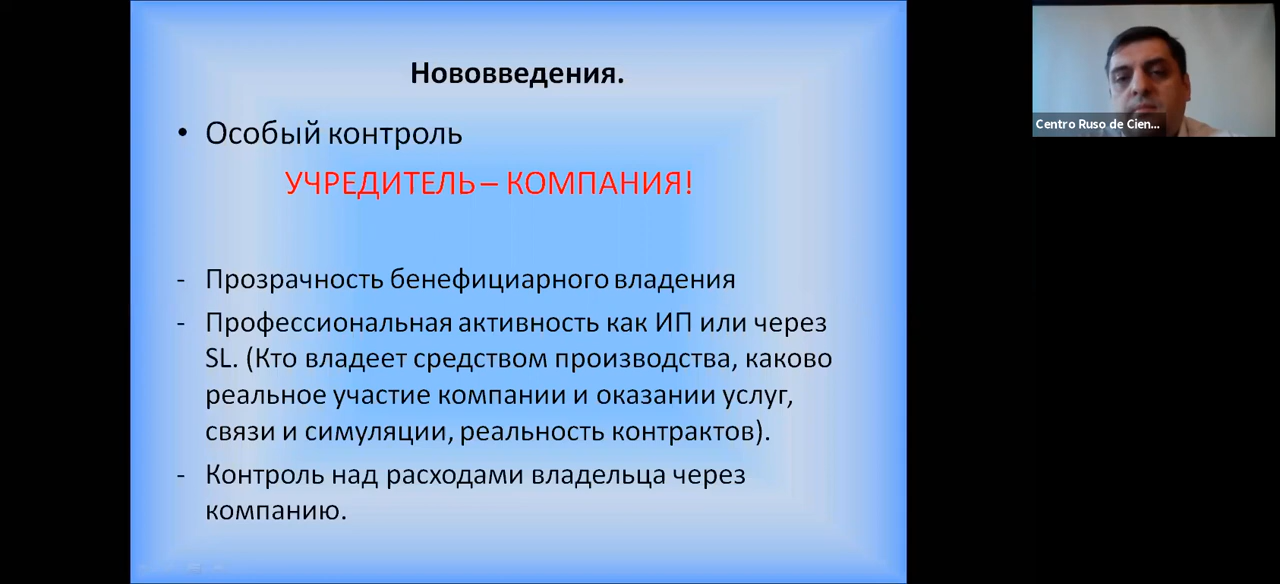 Нововведения.
• Особый контроль
УЧРЕДИТЕЛЬ – КОМПАНИЯ!
- Прозрачность бенефициарного владения
- Профессиональная активность как ИП или через
SL. (Кто владеет средством производства, каково
реальное участие компании и оказании услуг,
связи и симуляции, реальность контрактов).
- Контроль над расходами владельца через
компанию.
Centro Ruso de Cien...